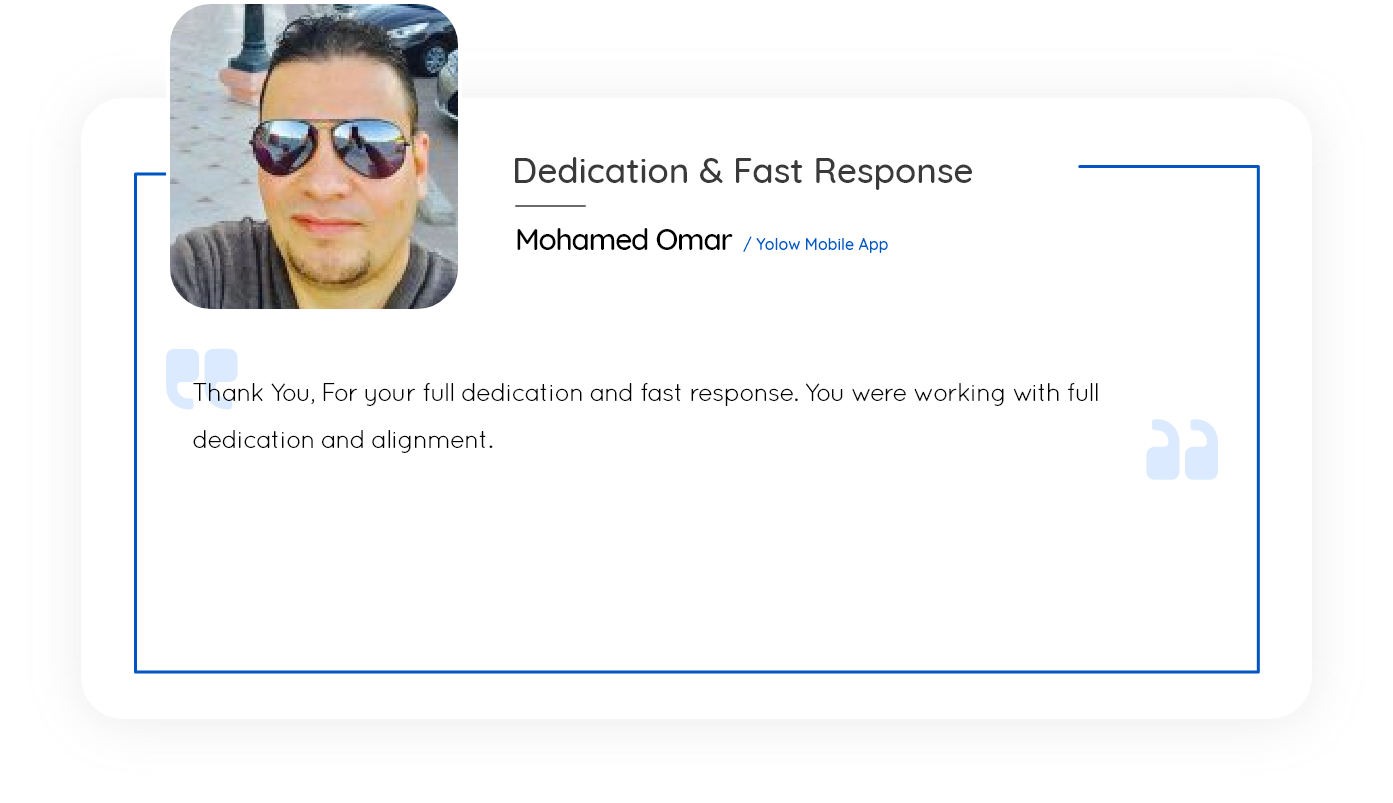 Dedication & Fast Response
Mohamed Omar / Yolow Mobile App
Thank You, For your full dedication and fast response. You were working with full
dedication and alignment.